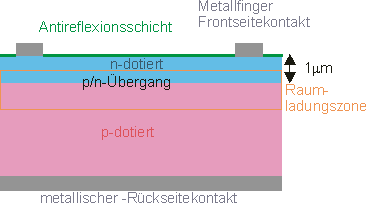 Metallfinger
Antireflexionsschicht
Frontseitekontakt
n-dotiert
p/n-Übergang
1µm
Raum-
ladungszone
p-dotiert
metallischer -Rückseitekontakt